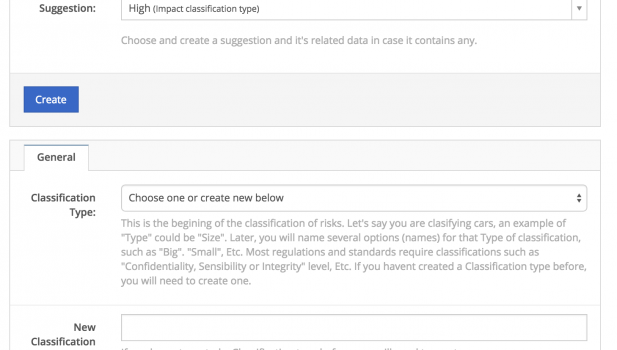 Suggestion:
High (Impact classification type)
Choose and create a suggestion and it's related data in case it contains any.
Create
General
Classification
Type:
Choose one or create new below
This is the begining of the classification of risks. Let's say you are clasifying cars, an example of
"Type" could be "Size". Later, you will name several options (names) for that Type of classification,
such as "Big". "Small", Etc. Most regulations and standards require classifications such as
"Confidentiality, Sensibility or Integrity" level, Etc. If you havent created a Classification type before,
you will need to create one.
New
Classification